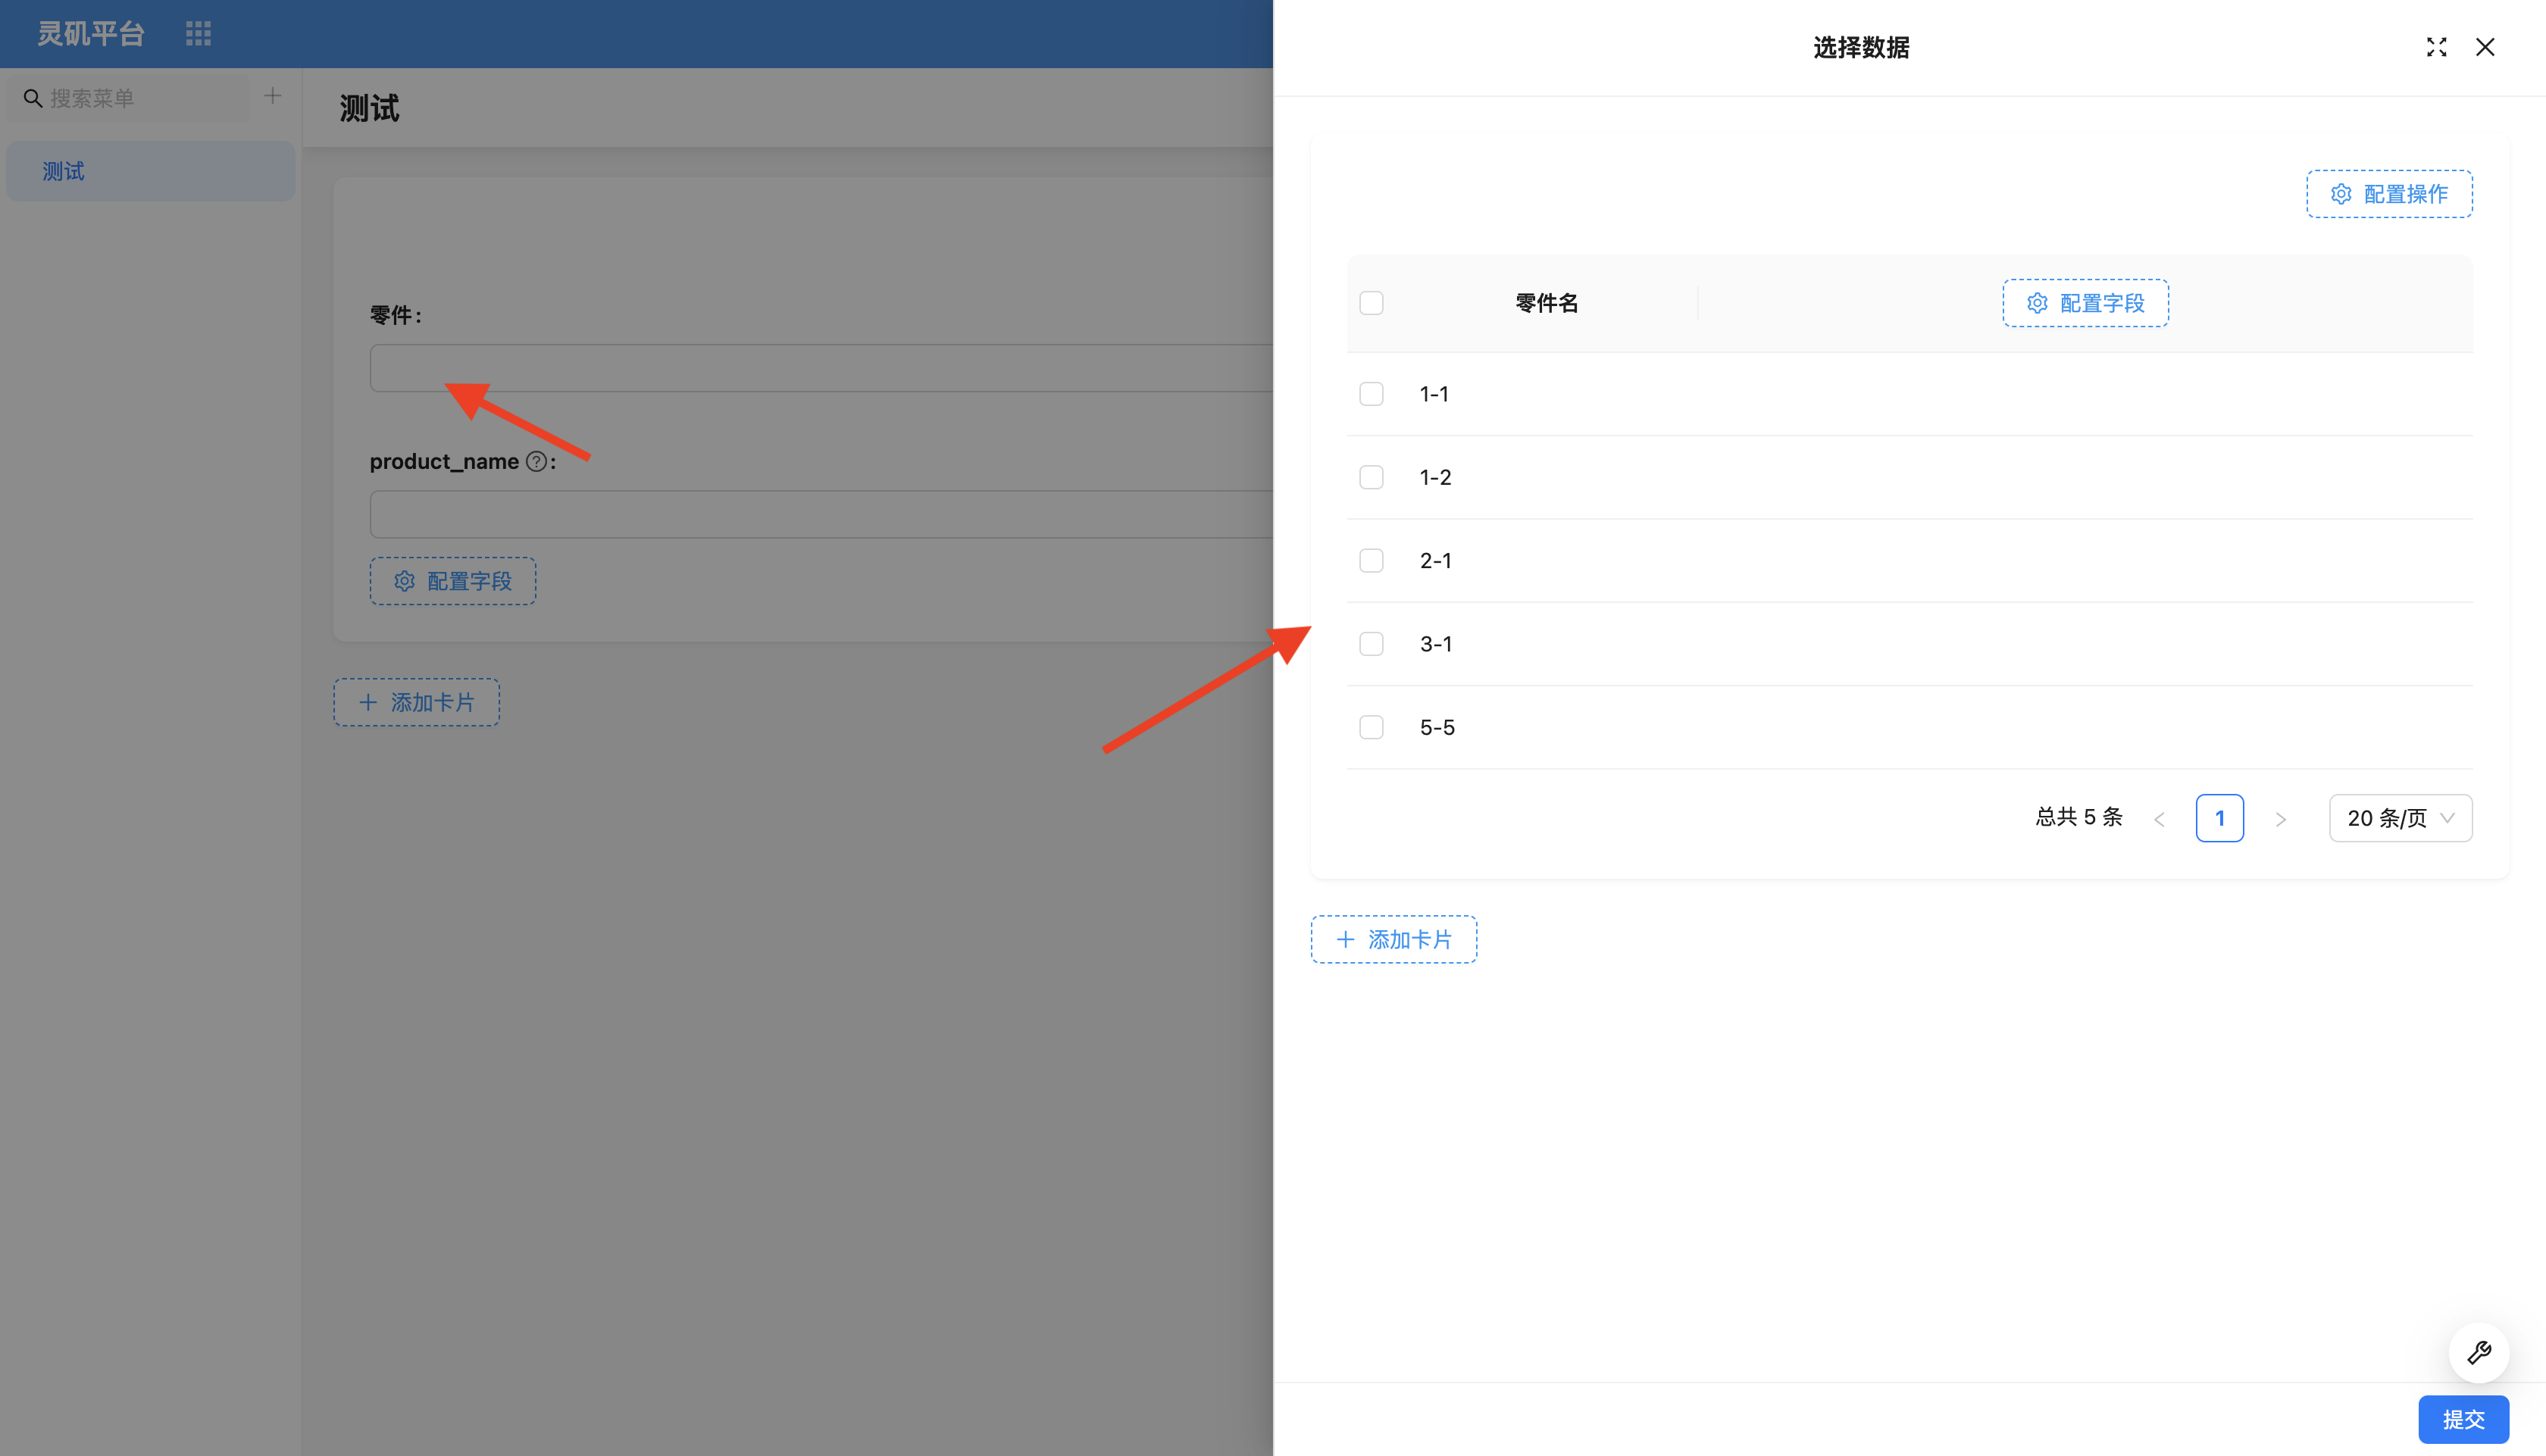 灵矶平台
搜索菜单
测试
测试
零件：
product_name ? :
配置字段
添加卡片
选择数据
配置操作
零件名
配置字段
1-1
1-2
2-1
3-1
5-5
总共 5 条
1
20 条/页
添加卡片
提交